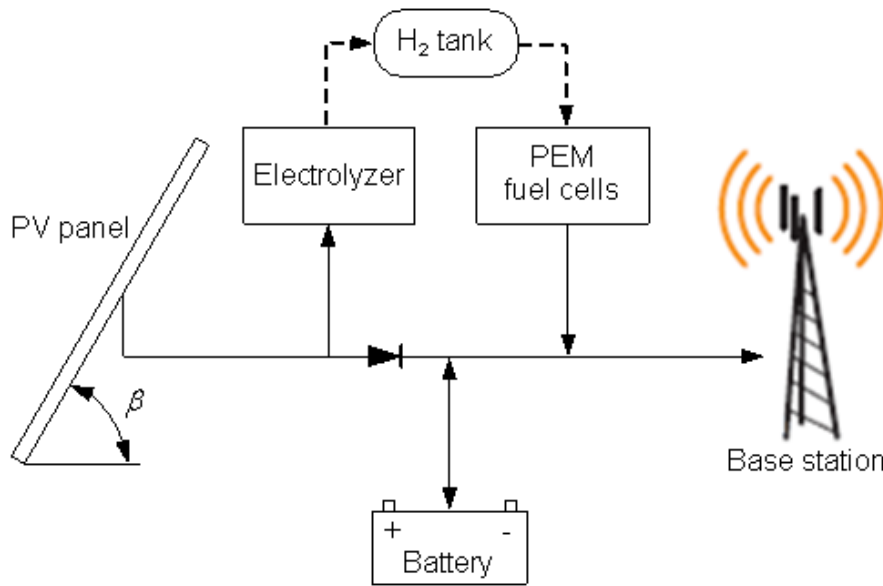 H₂ tank
Electrolyzer
PEM
fuel cells
PV panel
β
Base station
+ -
Battery